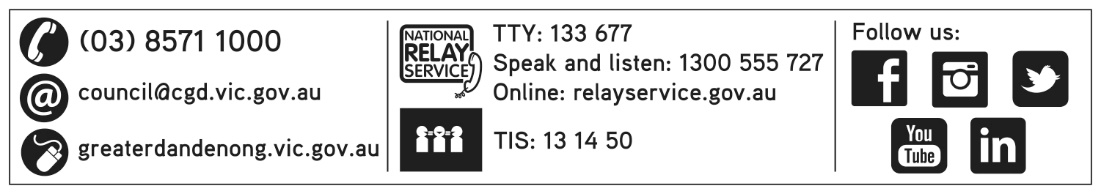 (03) 8571 1000
council@cgd.vic.gov.au
greaterdandenong.vic.gov.au
NATIONAL
RELAY
SERVICE
TTY: 133 677
Speak and listen: 1300 555 727
Online: relayservice.gov.au
TIS: 13 14 50
Follow us:
f
You
Tube
in